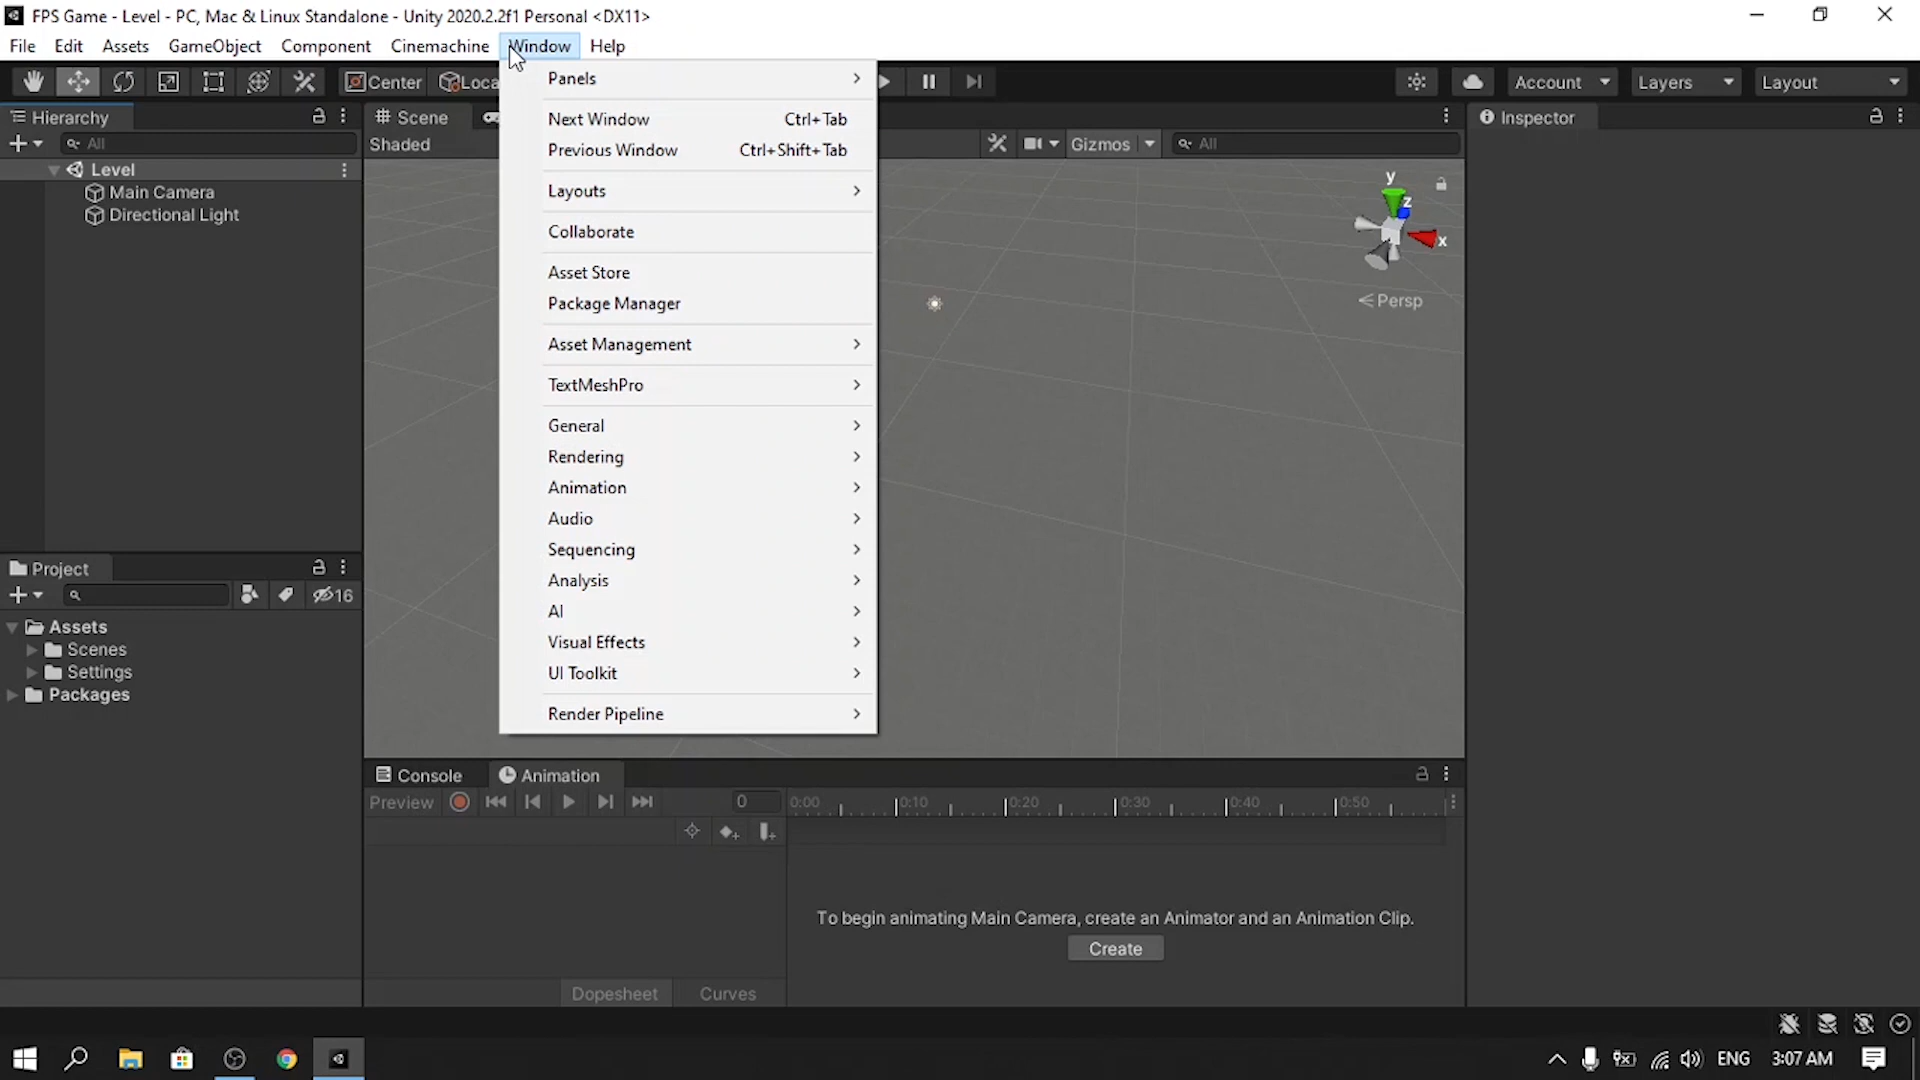 FPS Game - Level - PC, Mac & Linux Standalone - Unity 2020.2.2f1 Personal <DX11>
File Edit Assets GameObject Component Cinemachine Window Help
Center Loca Account Layers Layout
Hierarchy
All
Level
Main Camera
Directional Light
Project
16
Assets
Scenes
Settings
Packages
Scene
Shaded
Gizmos All
y
z
x
Persp
Panels
Next Window Ctrl+Tab
Previous Window Ctrl+Shift+Tab
Layouts
Collaborate
Asset Store
Package Manager
Asset Management
TextMeshPro
General
Rendering
Animation
Audio
Sequencing
Analysis
AI
Visual Effects
UI Toolkit
Render Pipeline
Console Animation
Preview 0 0:00 0:10 0:20 0:30 0:40 0:50
To begin animating Main Camera, create an Animator and an Animation Clip.
Create
Dopesheet Curves
Inspector
ENG 3:07 AM